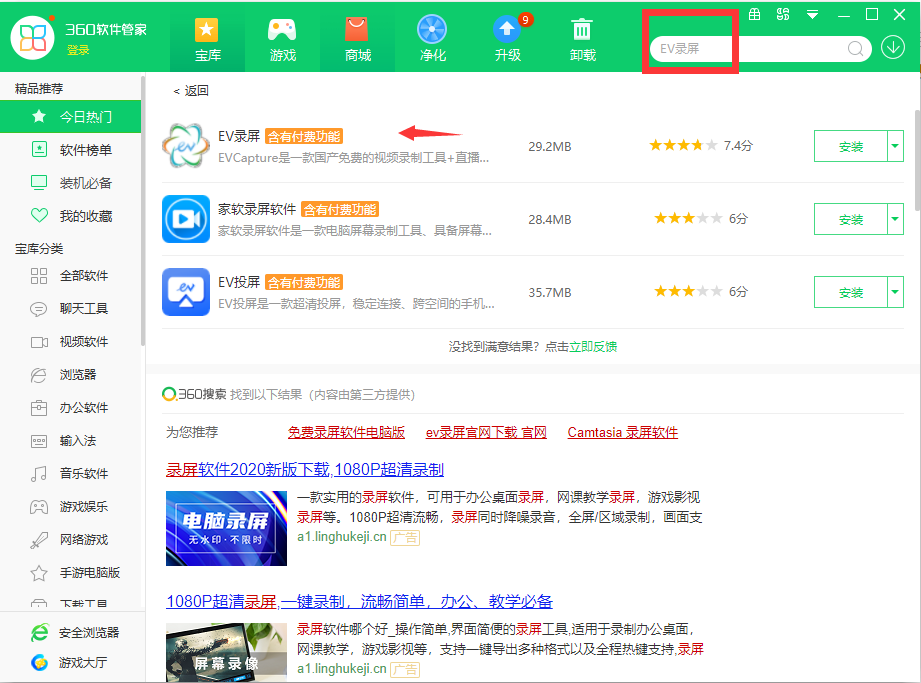 360软件管家
登录
宝库
游戏
商城
净化
9
升级
卸载
EV录屏
精品推荐
今日热门
软件榜单
装机必备
我的收藏
宝库分类
全部软件
聊天工具
视频软件
浏览器
办公软件
输入法
音乐软件
游戏娱乐
网络游戏
手游电脑版
下载工具
安全浏览器
游戏大厅
< 返回
EV录屏 含有付费功能
EVCapture是一款国产免费的视频录制工具+直播...
29.2MB
7.4分
安装
家软录屏软件 含有付费功能
家软录屏软件是一款电脑屏幕录制工具、具备屏幕...
28.4MB
6分
安装
EV投屏 含有付费功能
EV投屏是一款超清投屏，稳定连接、跨空间的手机...
35.7MB
6分
安装
没找到满意结果？点击立即反馈
360搜索 找到以下结果（内容由第三方提供）
为您推荐 免费录屏软件电脑版 ev录屏官网下载 官网 Camtasia 录屏软件
录屏软件2020新版下载,1080P超清录制
电脑录屏
无水印·不限时
一款实用的录屏软件，可用于办公桌面录屏，网课教学录屏，游戏影视
录屏等。1080P超清流畅，录屏同时降噪录音，全屏/区域录制，画面支
a1.linghukeji.cn 广告
1080P超清录屏,一键录制，流畅简单，办公、教学必备
屏幕录像
录屏软件哪个好_操作简单,界面简便的录屏工具,适用于录制办公桌面，
网课教学，游戏影视等，支持一键导出多种格式以及全程热键支持,录屏
a1.linghukeji.cn 广告